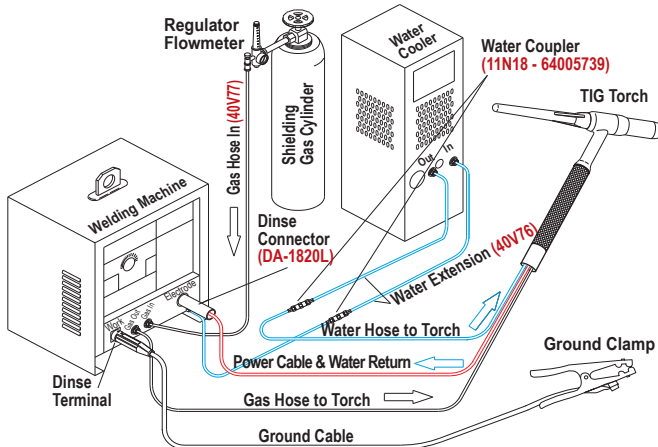 Regulator
Flowmeter
Gas Hose In (40V77)
Shielding
Gas Cylinder
Water
Cooler
Out
In
Water Coupler
(11N18 - 64005739)
TIG Torch
Welding Machine
Dinse
Connector
(DA-1820L)
Electrode
Gas In
Gas Out
Work
Water Extension (40V76)
Water Hose to Torch
Power Cable & Water Return
Ground Clamp
Dinse
Terminal
Gas Hose to Torch
Ground Cable